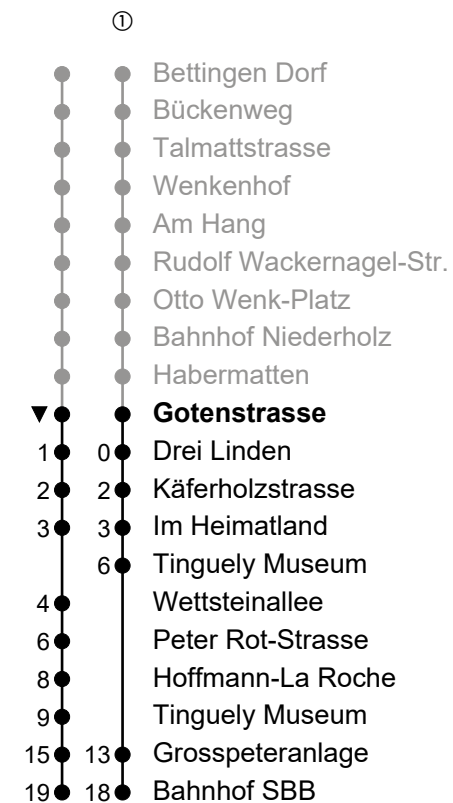 ①
Bettingen Dorf
Bückenweg
Talmattstrasse
Wenkenhof
Am Hang
Rudolf Wackernagel-Str.
Otto Wenk-Platz
Bahnhof Niederholz
Habermatten
▼ Gotenstrasse
1 0 Drei Linden
2 2 Käferholzstrasse
3 3 Im Heimatland
6 Tinguely Museum
4 Wettsteinallee
6 Peter Rot-Strasse
8 Hoffmann-La Roche
9 Tinguely Museum
15 13 Grosspeteranlage
19 18 Bahnhof SBB